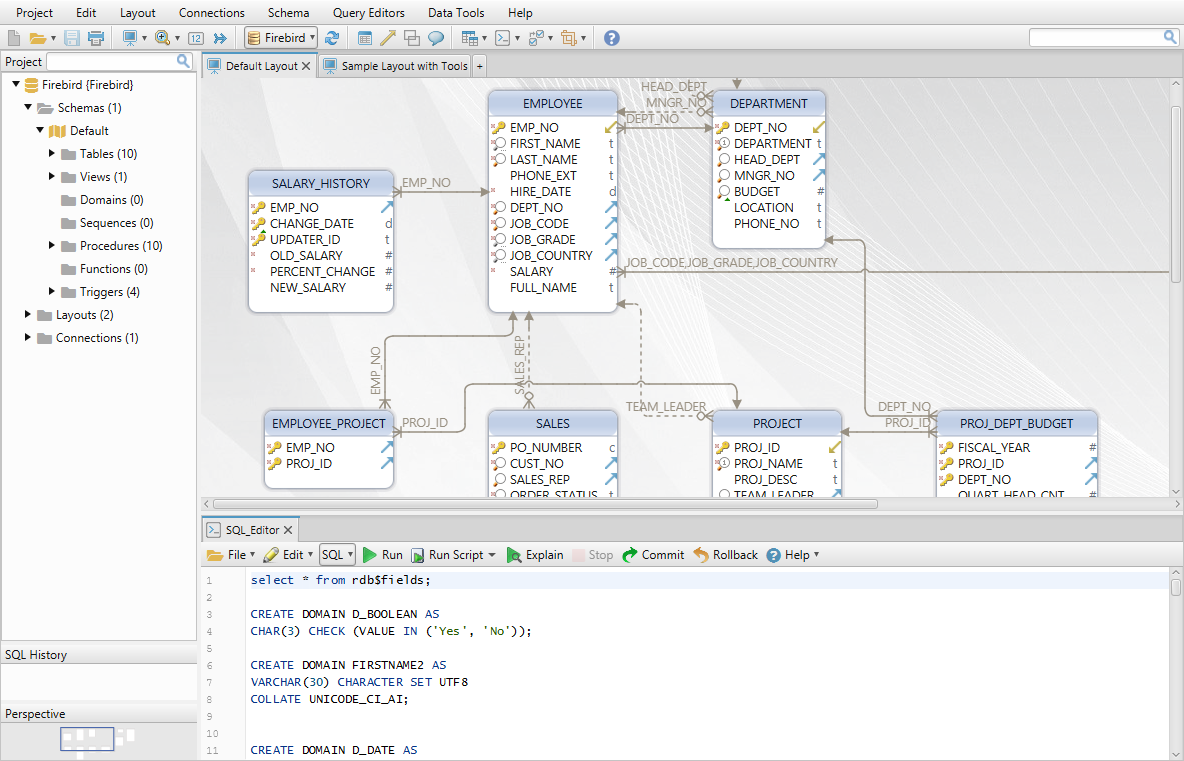 Project Edit Layout Connections Schema Query Editors Data Tools Help
12 Firebird
Project
Default Layout Sample Layout with Tools +
Firebird {Firebird}
Schemas (1)
Default
Tables (10)
Views (1)
Domains (0)
Sequences (0)
Procedures (10)
Functions (0)
Triggers (4)
Layouts (2)
Connections (1)
SQL History
Perspective
SALARY_HISTORY
EMP_NO
CHANGE_DATE d
UPDATER_ID t
OLD_SALARY #
PERCENT_CHANGE #
NEW_SALARY #
EMP_NO
EMPLOYEE
EMP_NO
FIRST_NAME t
LAST_NAME t
PHONE_EXT t
HIRE_DATE d
DEPT_NO
JOB_CODE
JOB_GRADE
JOB_COUNTRY
SALARY #
FULL_NAME t
HEAD_DEPT
MNGR_NO
DEPT_NO
DEPARTMENT
DEPT_NO
DEPARTMENT t
HEAD_DEPT
MNGR_NO
BUDGET #
LOCATION t
PHONE_NO t
JOB_CODE,JOB_GRADE,JOB_COUNTRY
EMP_NO
SALES_REP
TEAM_LEADER
DEPT_NO
PROJ_ID
EMPLOYEE_PROJECT
EMP_NO
PROJ_ID
PROJ_ID
SALES
PO_NUMBER c
CUST_NO
SALES_REP
ORDER_STATUS t
PROJECT
PROJ_ID
PROJ_NAME t
PROJ_DESC t
TEAM_LEADER
PROJ_DEPT_BUDGET
FISCAL_YEAR #
PROJ_ID
DEPT_NO
QUART_HEAD_CNT #
SQL_Editor
File Edit SQL Run Run Script Explain Stop Commit Rollback Help
1 select * from rdb$fields;
2
3 CREATE DOMAIN D_BOOLEAN AS
4 CHAR(3) CHECK (VALUE IN ('Yes', 'No'));
5
6 CREATE DOMAIN FIRSTNAME2 AS
7 VARCHAR(30) CHARACTER SET UTF8
8 COLLATE UNICODE_CI_AI;
9
10
11 CREATE DOMAIN D_DATE AS